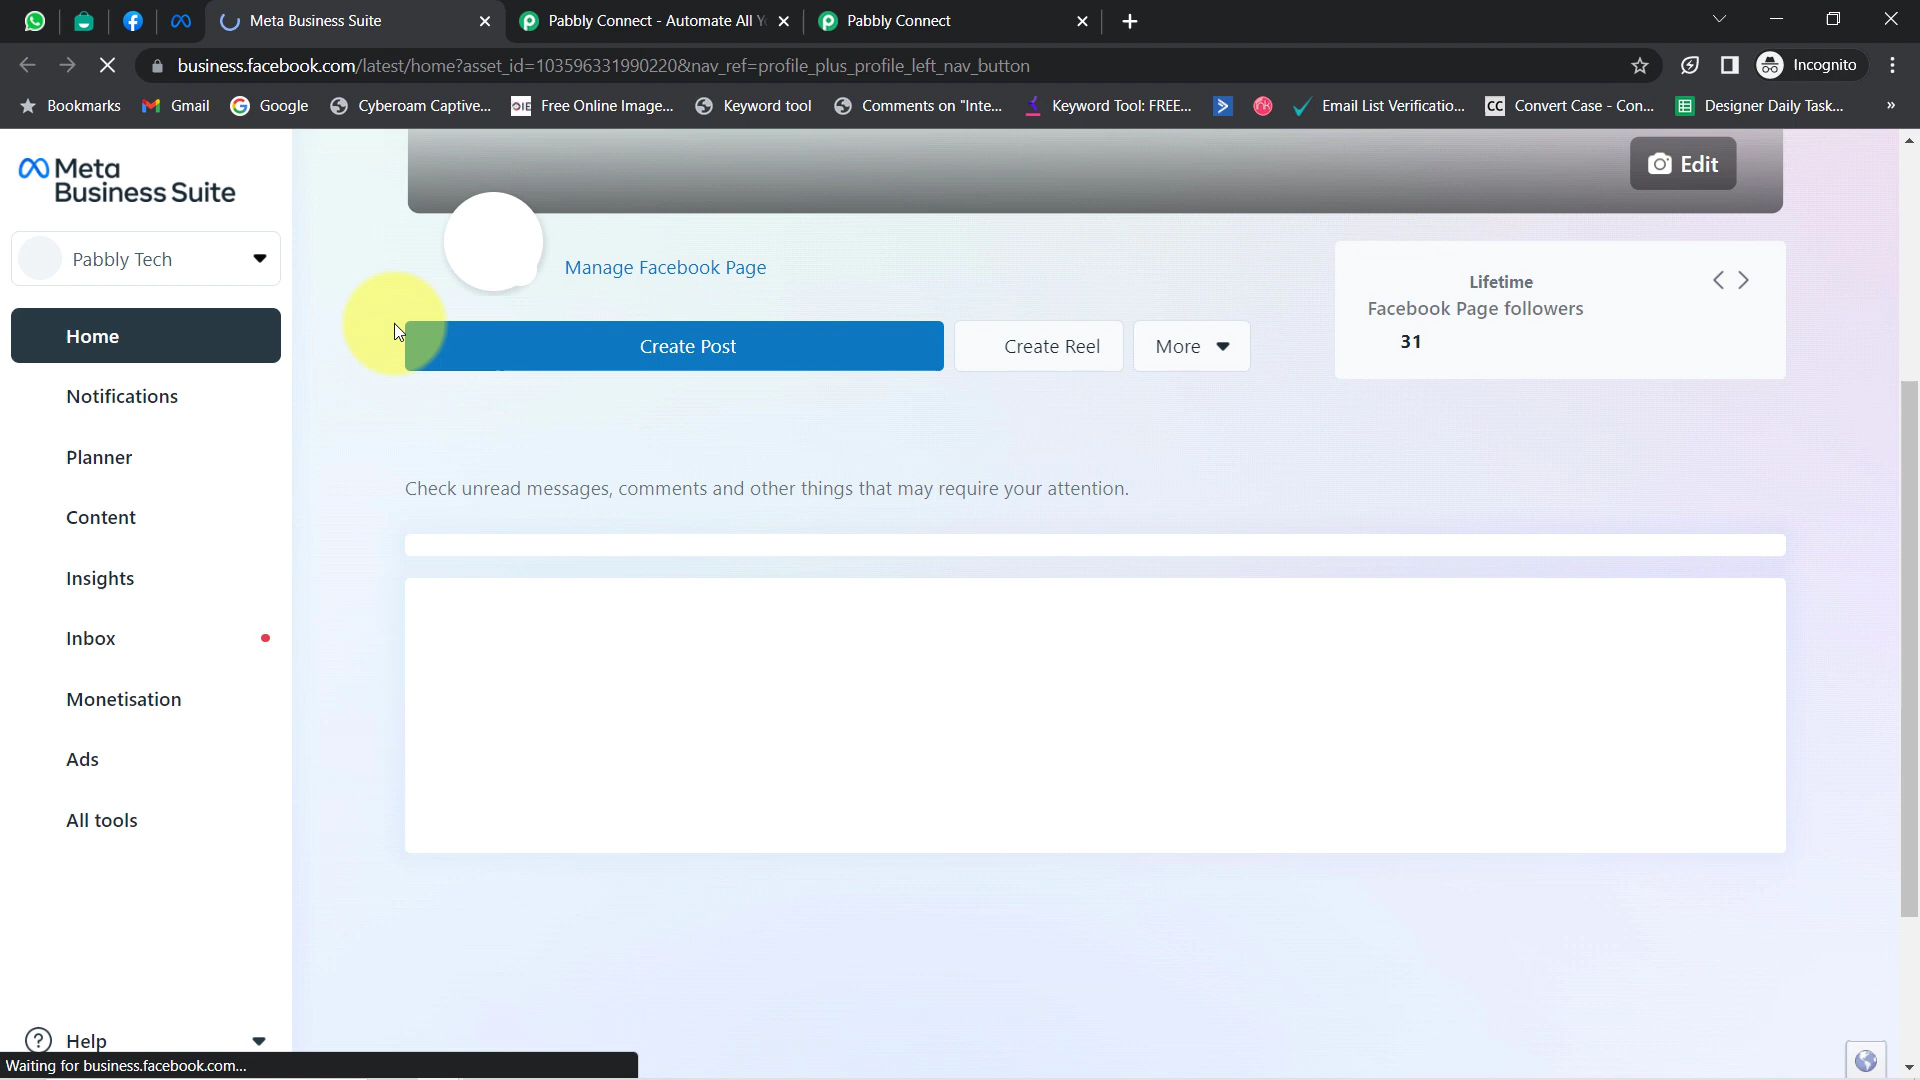 Meta Business Suite
Pabbly Connect - Automate All Y
Pabbly Connect
business.facebook.com/latest/home?asset_id=103596331990220&nav_ref=profile_plus_profile_left_nav_button
Incognito
Bookmarks
Gmail
Google
Cyberoam Captive...
OIE
Free Online Image...
Keyword tool
Comments on "Inte...
Keyword Tool: FREE...
Email List Verificatio...
CC
Convert Case - Con...
Designer Daily Task...
»
Meta
Business Suite
Edit
Pabbly Tech
Manage Facebook Page
Lifetime
Facebook Page followers
31
Home
Create Post
Create Reel
More
Notifications
Planner
Check unread messages, comments and other things that may require your attention.
Content
Insights
Inbox
Monetisation
Ads
All tools
Help
Waiting for business.facebook.com...